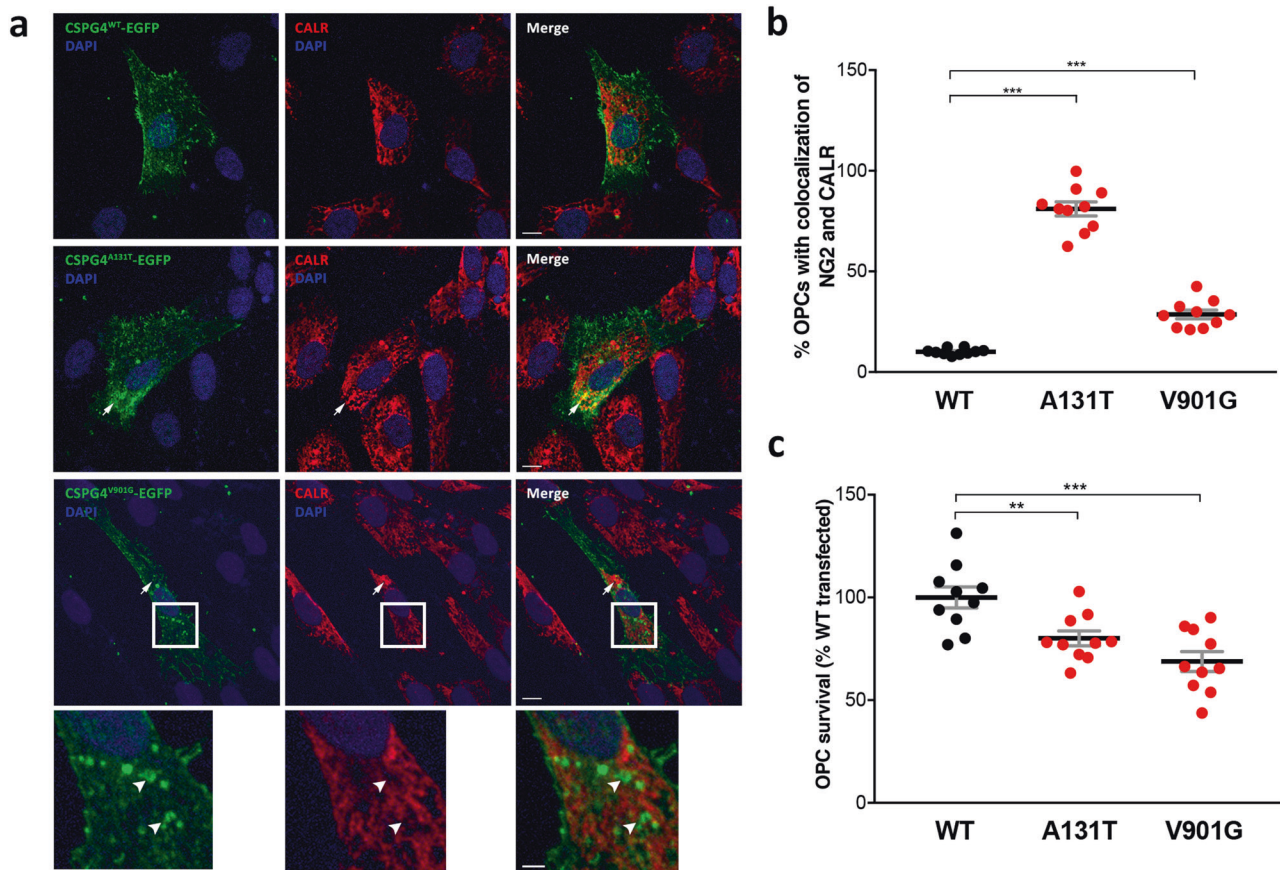 a
CSPG4WT-EGFP
DAPI
CALR
DAPI
Merge
CSPG4A131T-EGFP
DAPI
CALR
DAPI
Merge
CSPG4V901G-EGFP
DAPI
CALR
DAPI
Merge
b
% OPCs with colocalization of
NG2 and CALR
150
100
50
0
***
***
WT A131T V901G
c
OPC survival (% WT transfected)
150
100
50
0
***
**
WT A131T V901G